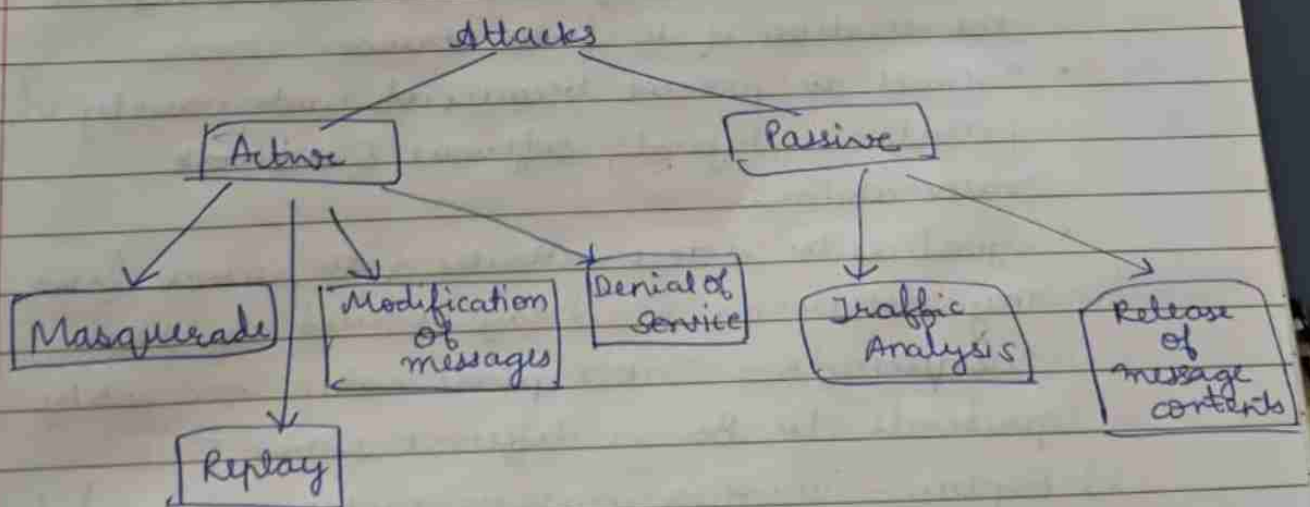 Attacks
Active
Passive
Masquerade
Modification
of
messages
Denial of
Service
Traffic
Analysis
Release
of
message
contents
Replay